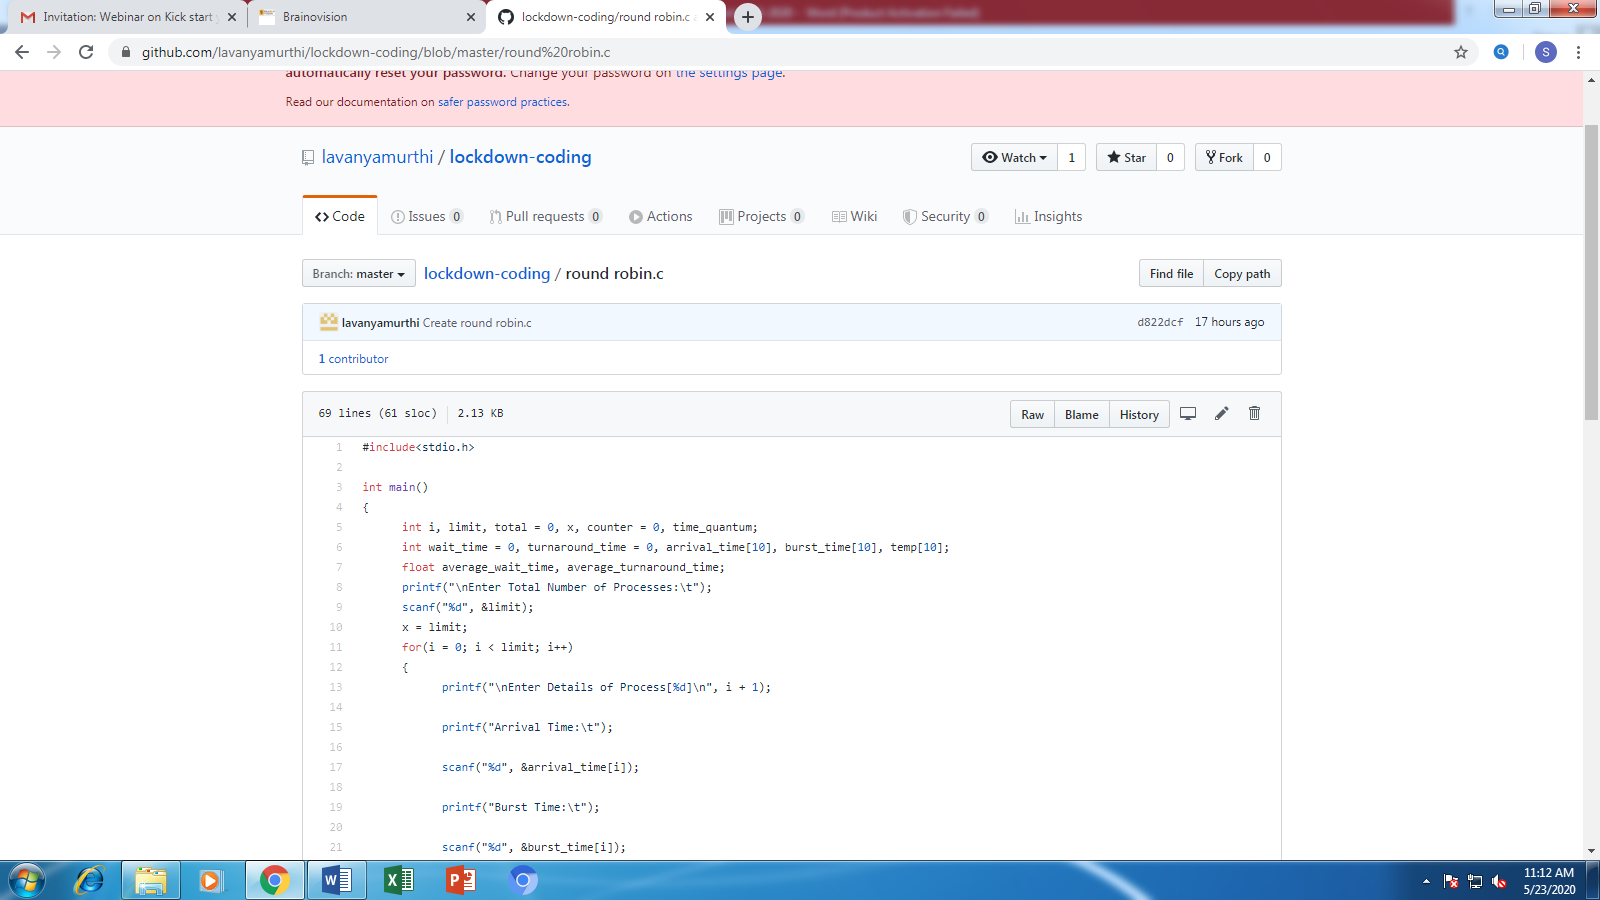 Invitation: Webinar on Kick start
Brainovision
lockdown-coding/round robin.c
github.com/lavanyamurthi/lockdown-coding/blob/master/round%20robin.c
S
automatically reset your password. Change your password on the settings page.
Read our documentation on safer password practices.
lavanyamurthi / lockdown-coding
Watch 1 Star 0 Fork 0
Code Issues 0 Pull requests 0 Actions Projects 0 Wiki Security 0 Insights
Branch: master lockdown-coding / round robin.c Find file Copy path
lavanyamurthi Create round robin.c d822dcf 17 hours ago
1 contributor
69 lines (61 sloc) 2.13 KB Raw Blame History
1 #include<stdio.h>
2
3 int main()
4 {
5 int i, limit, total = 0, x, counter = 0, time_quantum;
6 int wait_time = 0, turnaround_time = 0, arrival_time[10], burst_time[10], temp[10];
7 float average_wait_time, average_turnaround_time;
8 printf("\nEnter Total Number of Processes:\t");
9 scanf("%d", &limit);
10 x = limit;
11 for(i = 0; i < limit; i++)
12 {
13 printf("\nEnter Details of Process[%d]\n", i + 1);
14
15 printf("Arrival Time:\t");
16
17 scanf("%d", &arrival_time[i]);
18
19 printf("Burst Time:\t");
20
21 scanf("%d", &burst_time[i]);
11:12 AM
5/23/2020